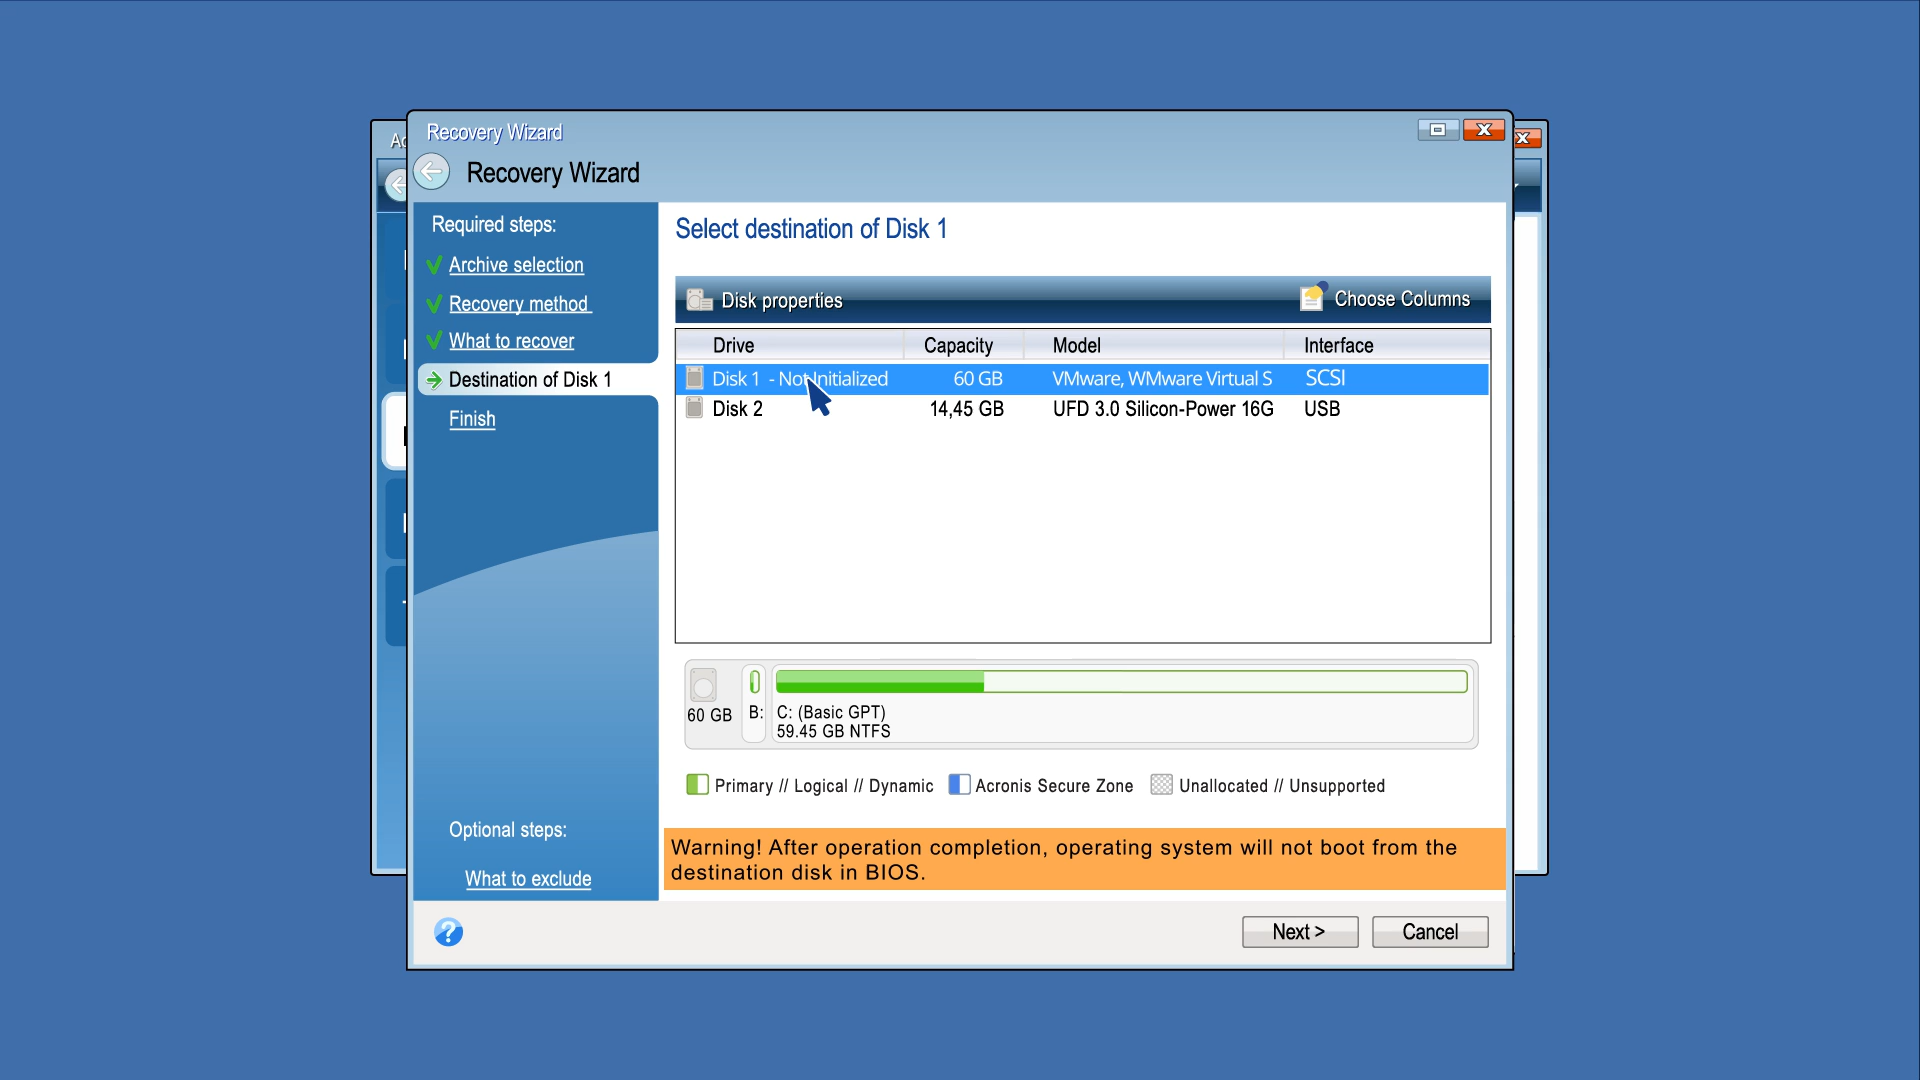 Recovery Wizard
Recovery Wizard
Required steps:
Archive selection
Recovery method
What to recover
Destination of Disk 1
Finish
Optional steps:
What to exclude
Select destination of Disk 1
Disk properties
Choose Columns
Drive Capacity Model Interface
Disk 1 - Not Initialized 60 GB VMware, WMware Virtual S SCSI
Disk 2 14,45 GB UFD 3.0 Silicon-Power 16G USB
60 GB
B:
C: (Basic GPT)
59.45 GB NTFS
Primary // Logical // Dynamic Acronis Secure Zone Unallocated // Unsupported
Warning! After operation completion, operating system will not boot from the
destination disk in BIOS.
Next >
Cancel